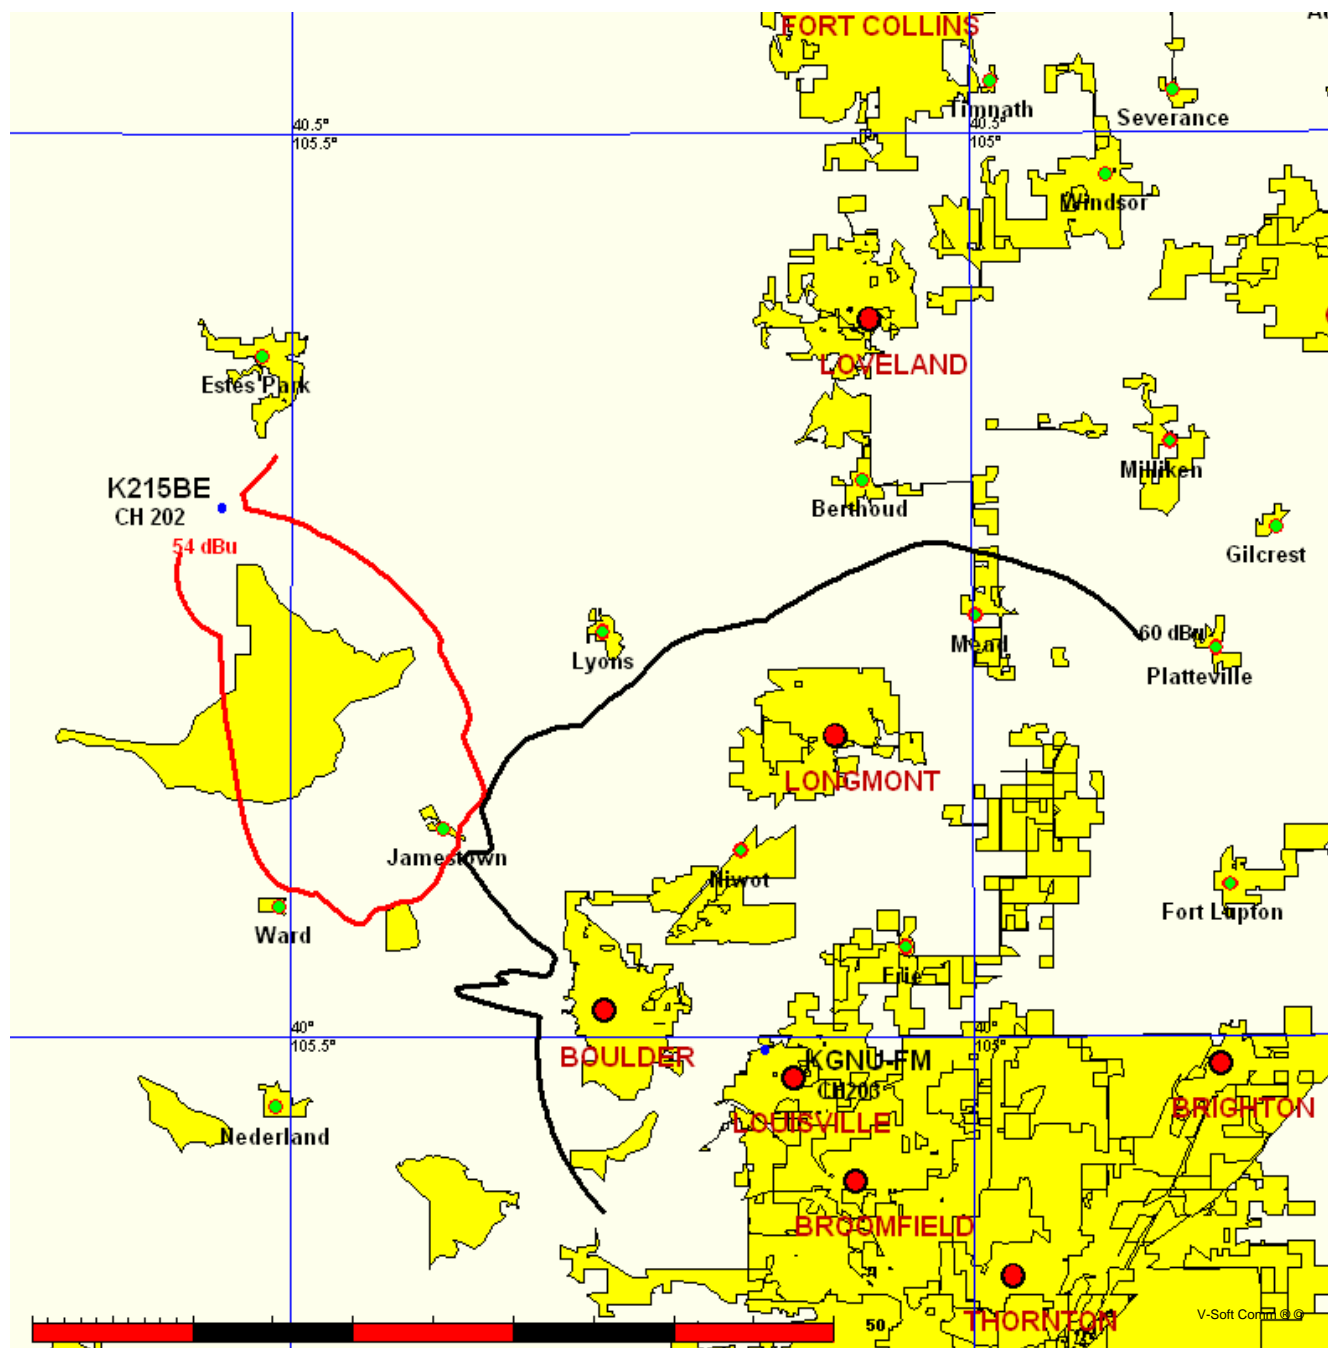 FORT COLLINS
Timnath
Severance
40.5°
105.5°
40.5°
105°
Windsor
Estes Park
LOVELAND
Milliken
K215BE
CH 202
Berthoud
54 dBu
Gilcrest
Lyons
Mead
60 dBu
Platteville
LONGMONT
Jamestown
Niwot
Ward
Fort Lupton
Erie
40°
105.5°
40°
105°
BOULDER
KGNU-FM
CH203
LOUISVILLE
BRIGHTON
Nederland
BROOMFIELD
50
THORNTON
V-Soft Comm ® ©